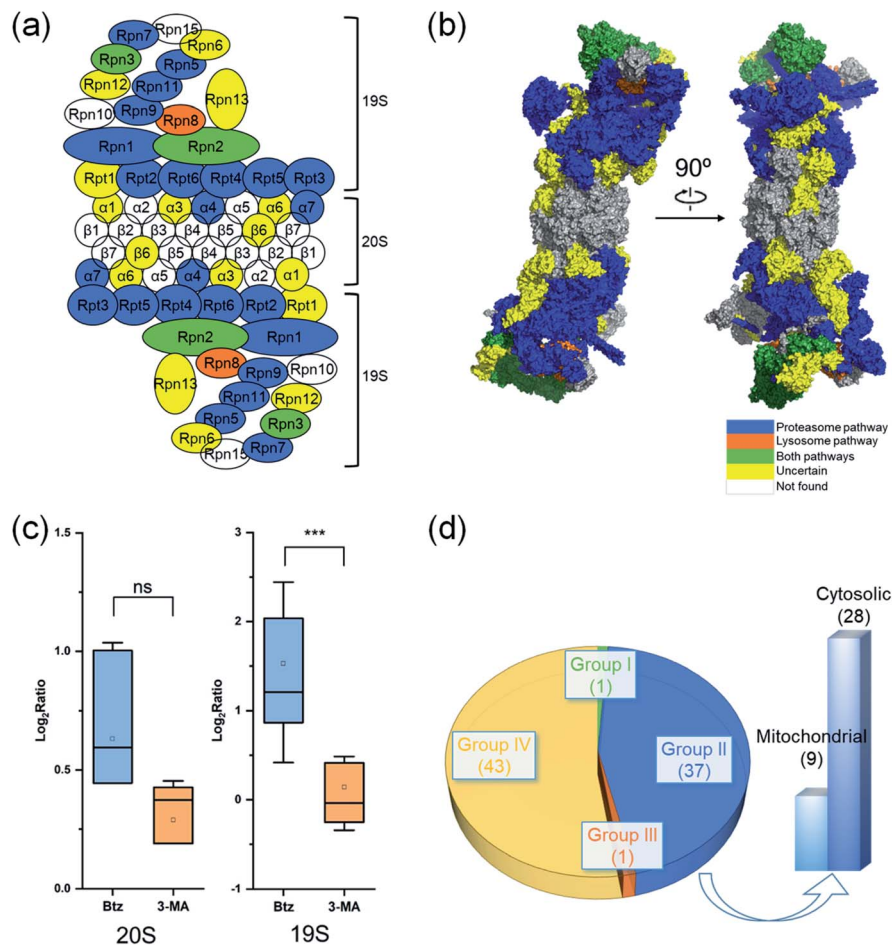 (a)
Rpn15
Rpn7
Rpn6
Rpn3
Rpn5
Rpn12
Rpn11
Rpn13
Rpn10
Rpn9
Rpn8
Rpn1
Rpn2
Rpt1 Rpt2 Rpt6 Rpt4 Rpt5 Rpt3
α1 α2 α3 α4 α5 α6 α7
β1 β2 β3 β4 β5 β6 β7
β7 β6 β5 β4 β3 β2 β1
α7 α6 α5 α4 α3 α2 α1
Rpt3 Rpt5 Rpt4 Rpt6 Rpt2 Rpt1
Rpn2 Rpn1
Rpn8
Rpn9 Rpn10
Rpn13
Rpn11 Rpn12
Rpn5 Rpn3
Rpn6
Rpn15 Rpn7
19S
20S
19S
(b)
90º
Proteasome pathway
Lysosome pathway
Both pathways
Uncertain
Not found
(c)
1.5
1.0
0.5
0.0
Log2Ratio
ns
Btz 3-MA
20S
3
2
1
0
-1
Log2Ratio
***
Btz 3-MA
19S
(d)
Group I
(1)
Group II
(37)
Group III
(1)
Group IV
(43)
Mitochondrial
(9)
Cytosolic
(28)